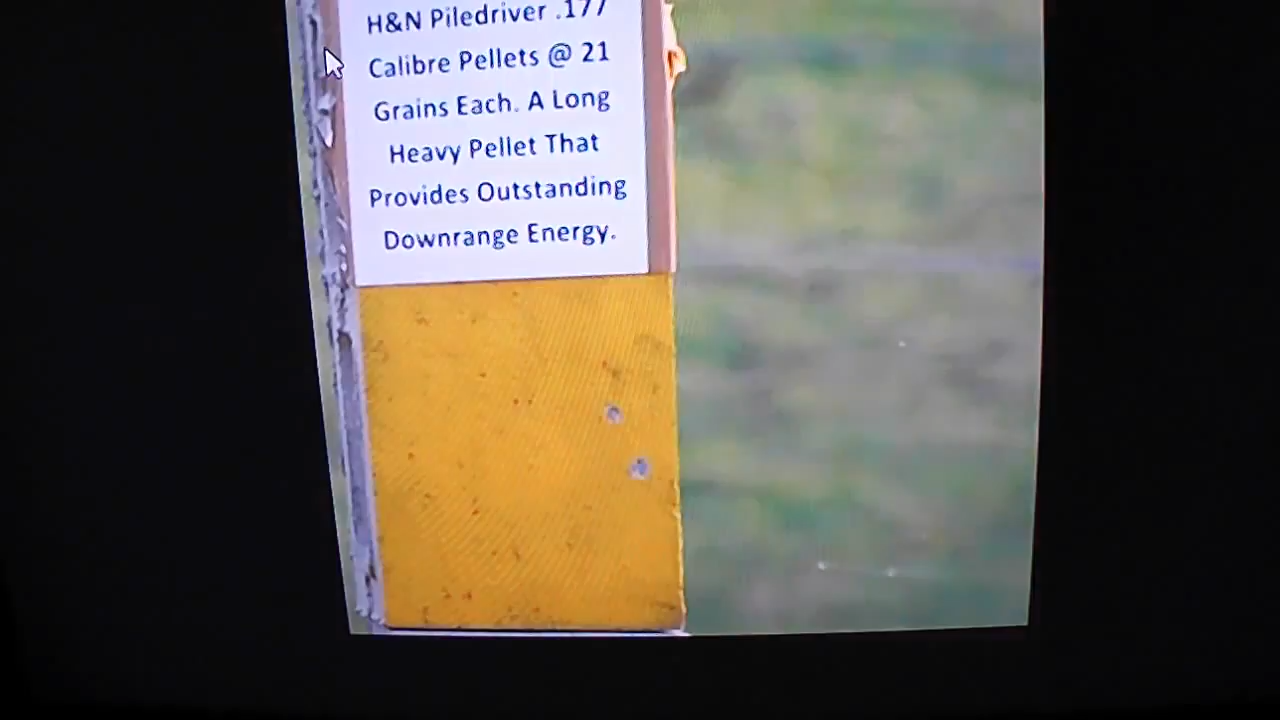 H&N Piledriver .177
Calibre Pellets @ 21
Grains Each. A Long
Heavy Pellet That
Provides Outstanding
Downrange Energy.